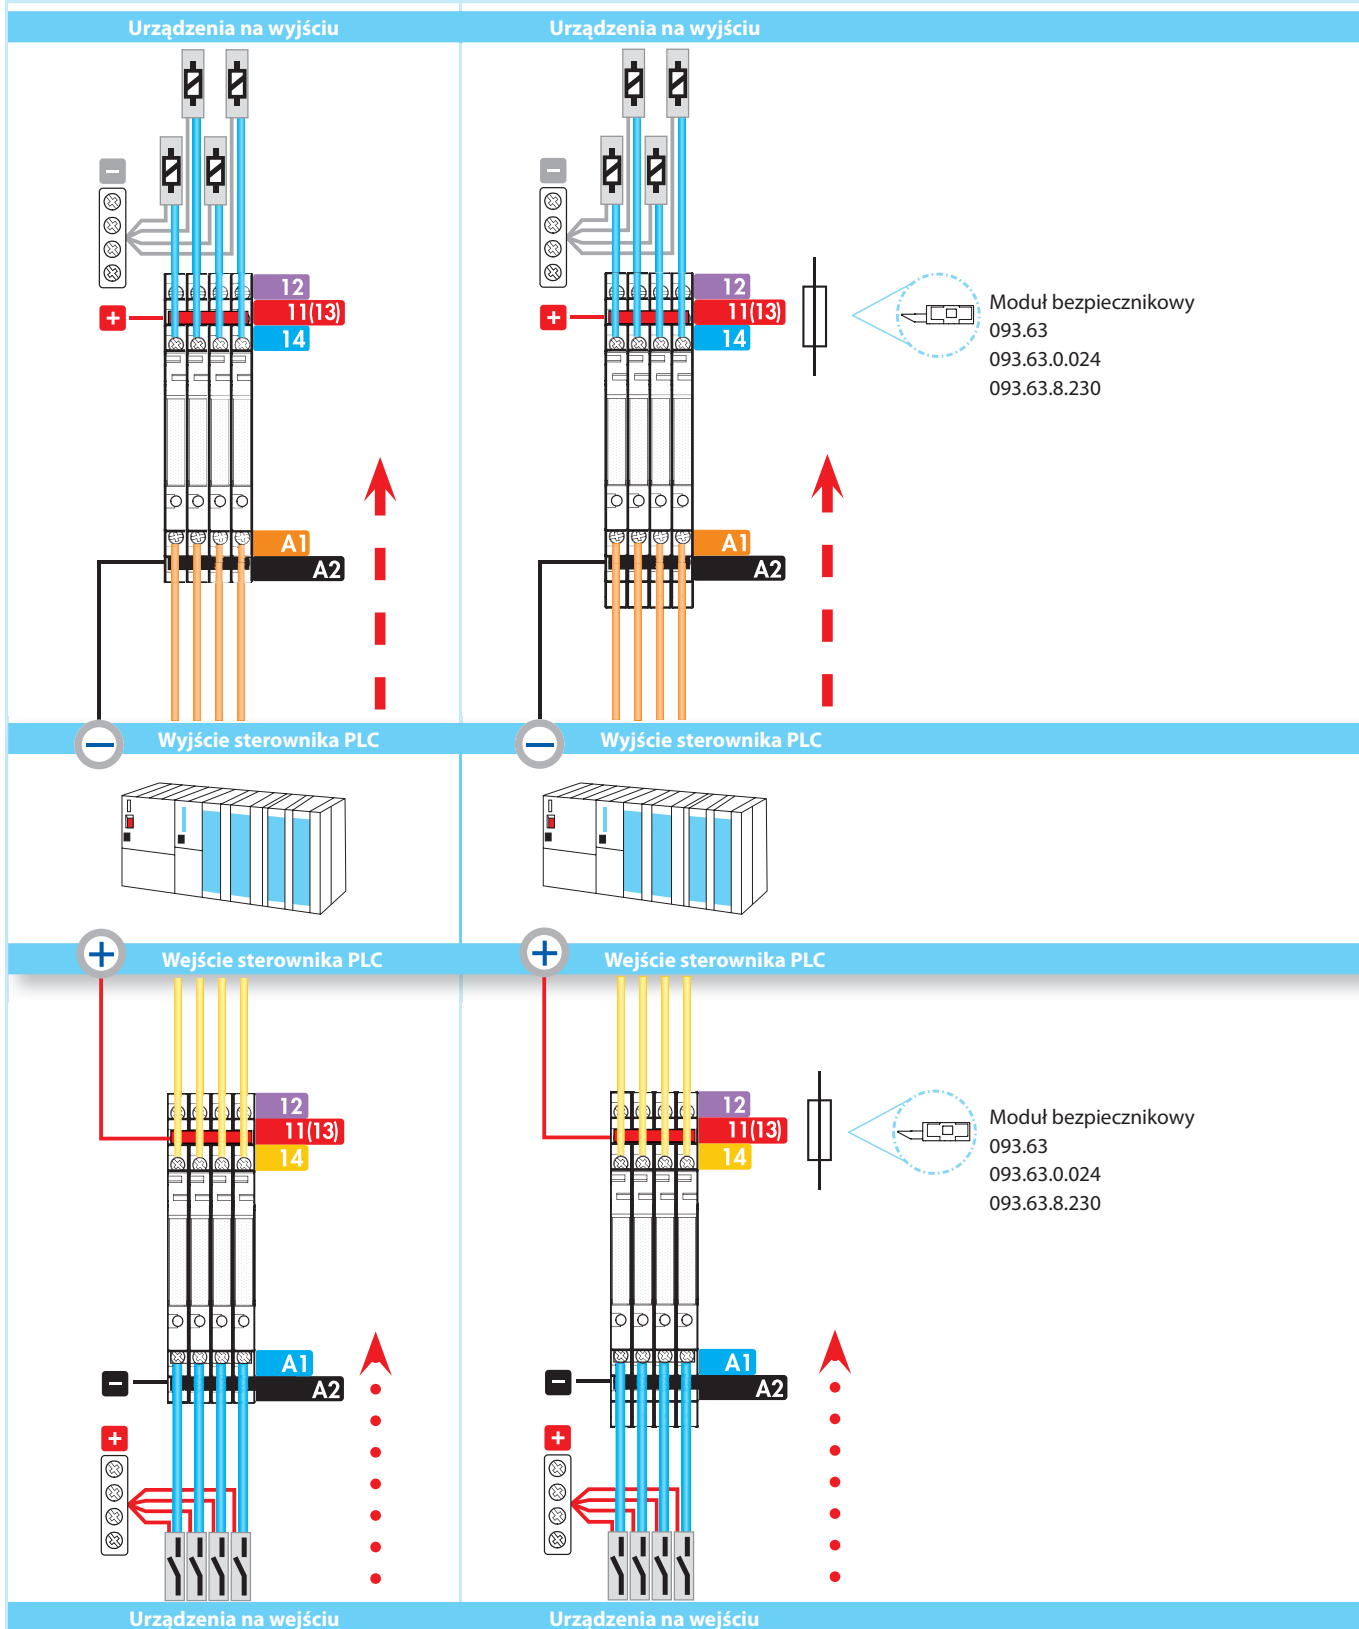 Urządzenia na wyjściu
Urządzenia na wyjściu
−
−
12
12
+
11(13)
+
11(13)
14
14
Moduł bezpiecznikowy
093.63
093.63.0.024
093.63.8.230
A1
A1
A2
A2
−
Wyjście sterownika PLC
−
Wyjście sterownika PLC
+
Wejście sterownika PLC
+
Wejście sterownika PLC
12
12
11(13)
11(13)
14
14
Moduł bezpiecznikowy
093.63
093.63.0.024
093.63.8.230
A1
A1
−
A2
−
A2
+
+
Urządzenia na wejściu
Urządzenia na wejściu